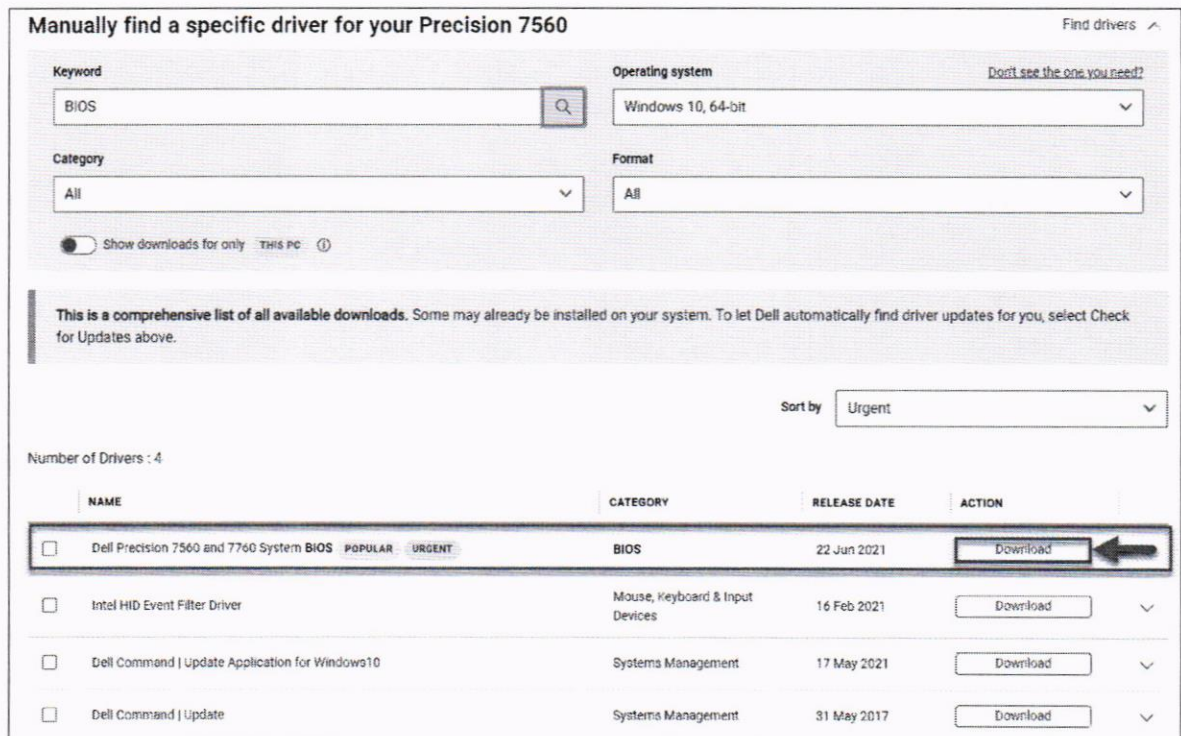 Manually find a specific driver for your Precision 7560
Find drivers
Keyword
Operating system
Don't see the one you need?
BIOS
Windows 10, 64-bit
Category
Format
All
All
Show downloads for only THIS PC
This is a comprehensive list of all available downloads. Some may already be installed on your system. To let Dell automatically find driver updates for you, select Check
for Updates above.
Sort by Urgent
Number of Drivers : 4
NAME CATEGORY RELEASE DATE ACTION
Dell Precision 7560 and 7760 System BIOS POPULAR URGENT BIOS 22 Jun 2021 Download
Intel HID Event Filter Driver Mouse, Keyboard & Input 16 Feb 2021 Download
Devices
Dell Command | Update Application for Windows10 Systems Management 17 May 2021 Download
Dell Command | Update Systems Management 31 May 2017 Download